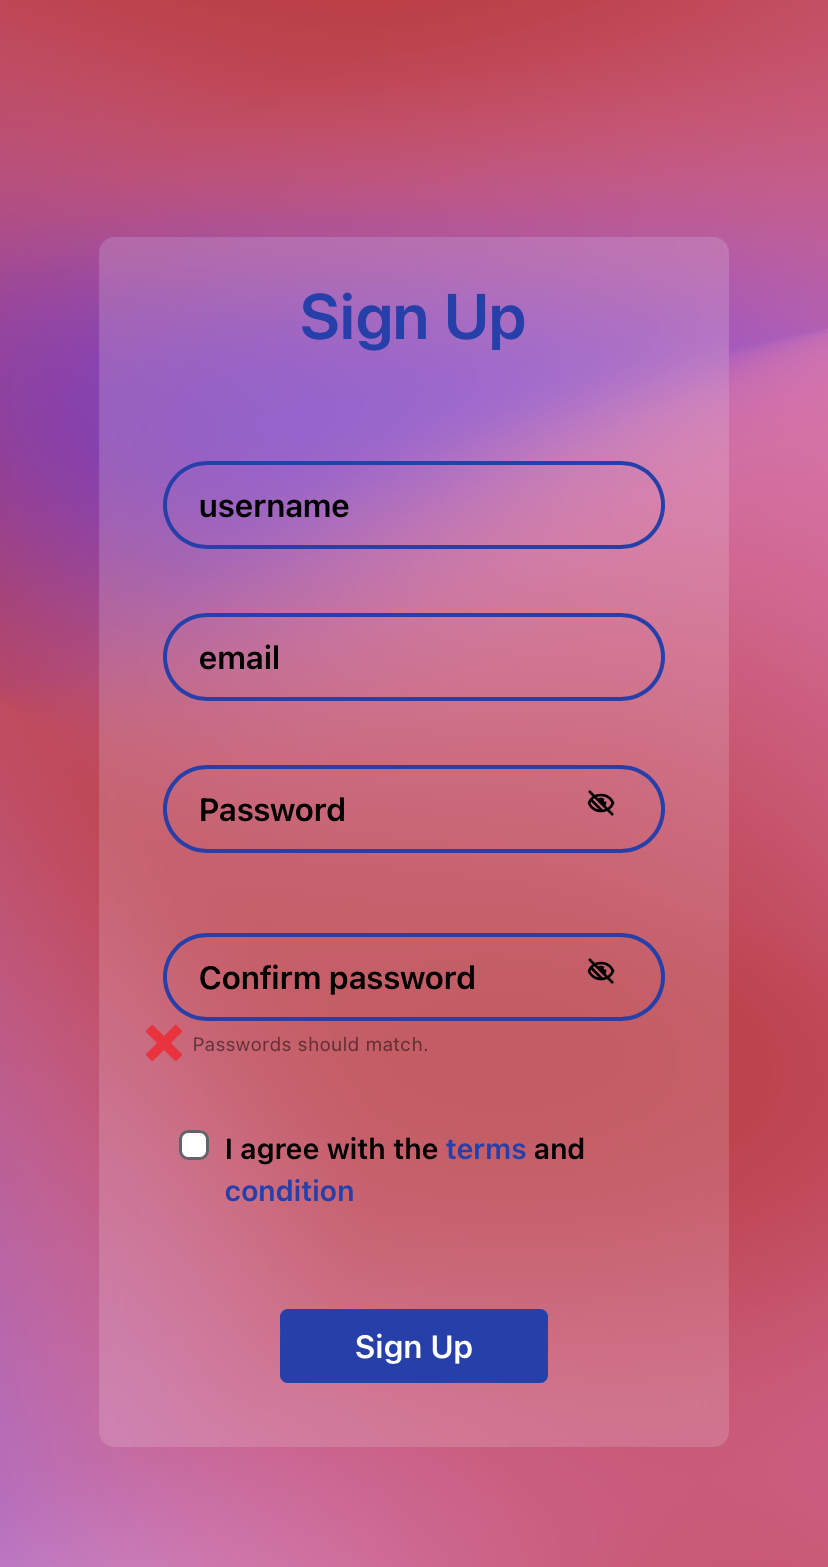 Sign Up
username
email
Password
Confirm password
Passwords should match.
I agree with the terms and
condition
Sign Up